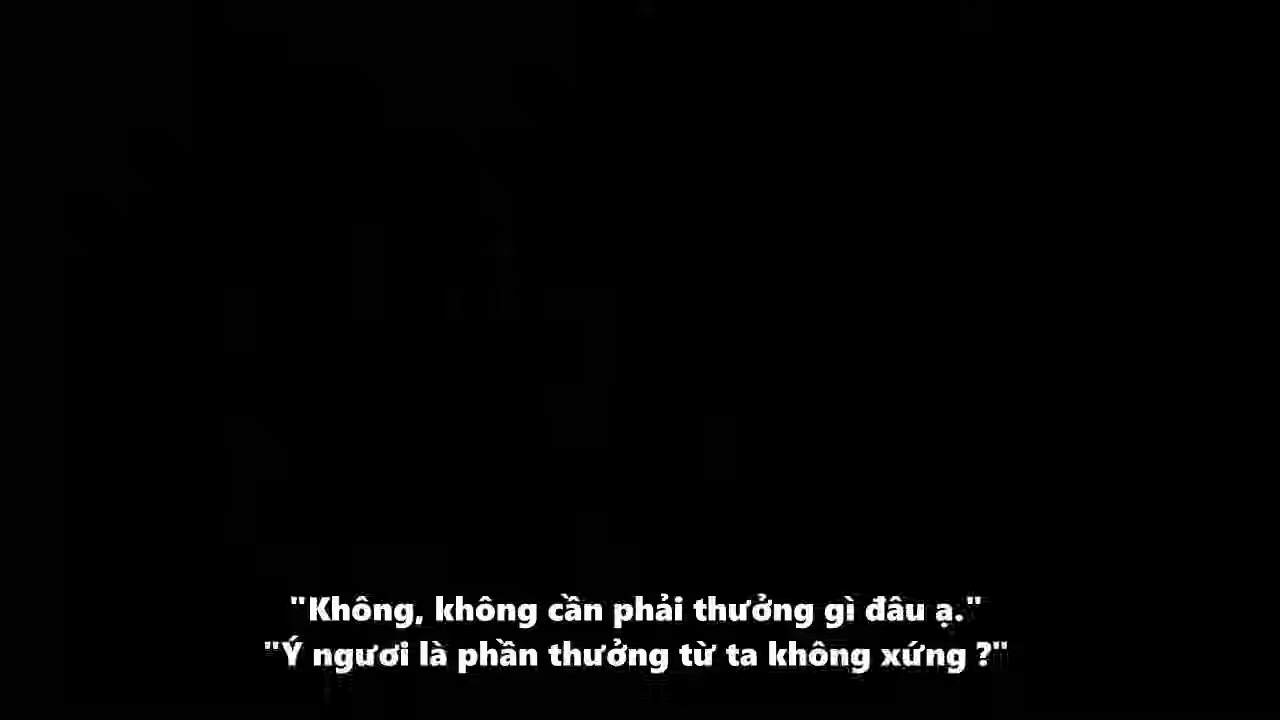 "Không, không cần phải thưởng gì đâu ạ."
"Ý ngươi là phần thưởng từ ta không xứng ?"